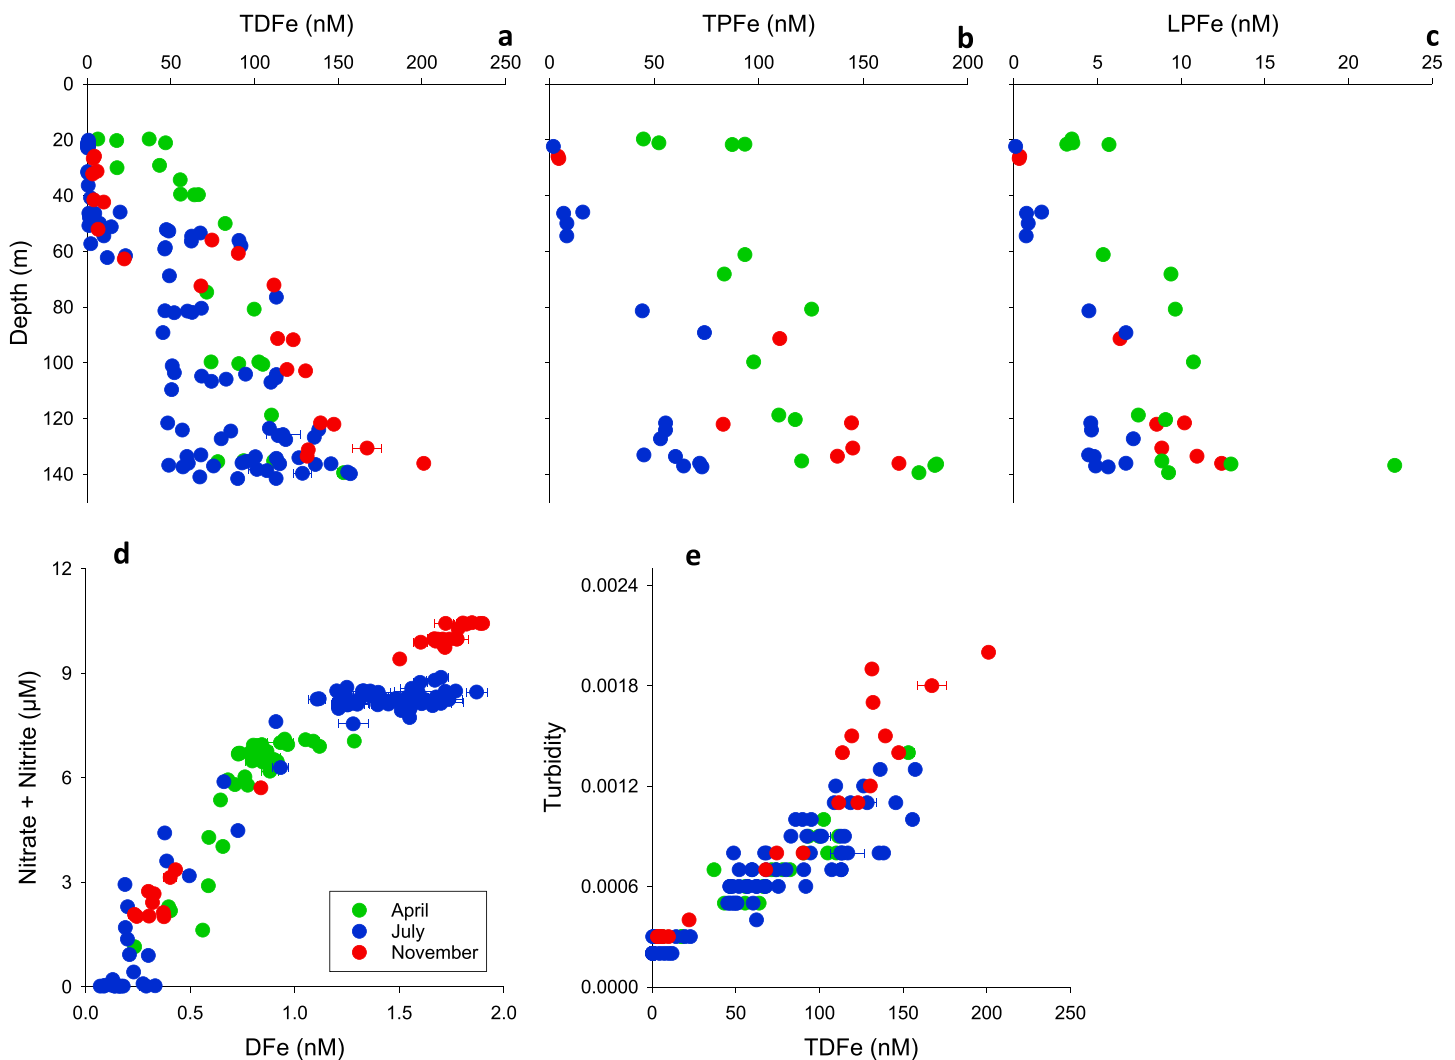 TDFe (nM)
a
TPFe (nM)
b
LPFe (nM)
c
0 50 100 150 200 250
50 100 150 200
0 5 10 15 20 25
0
20
40
60
80
100
120
140
Depth (m)
d
12
9
6
3
0
Nitrate + Nitrite (µM)
April
July
November
0.0 0.5 1.0 1.5 2.0
DFe (nM)
e
0.0024
0.0018
0.0012
0.0006
0.0000
Turbidity
0 50 100 150 200 250
TDFe (nM)